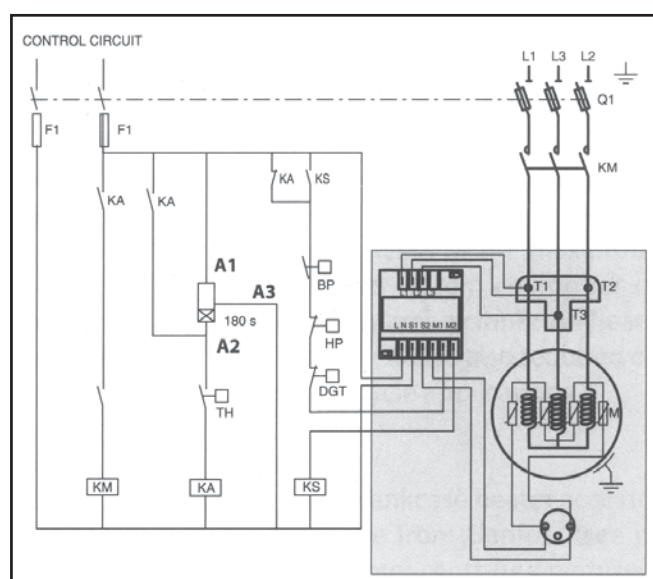 CONTROL CIRCUIT
L1 L3 L2
Q1
F1 F1
KM
KA KA KA KS
A1
A3
180 s
A2
BP
HP
DGT
TH
L N S1 S2 M1 M2
T1 T2
T3
M
KM KA KS